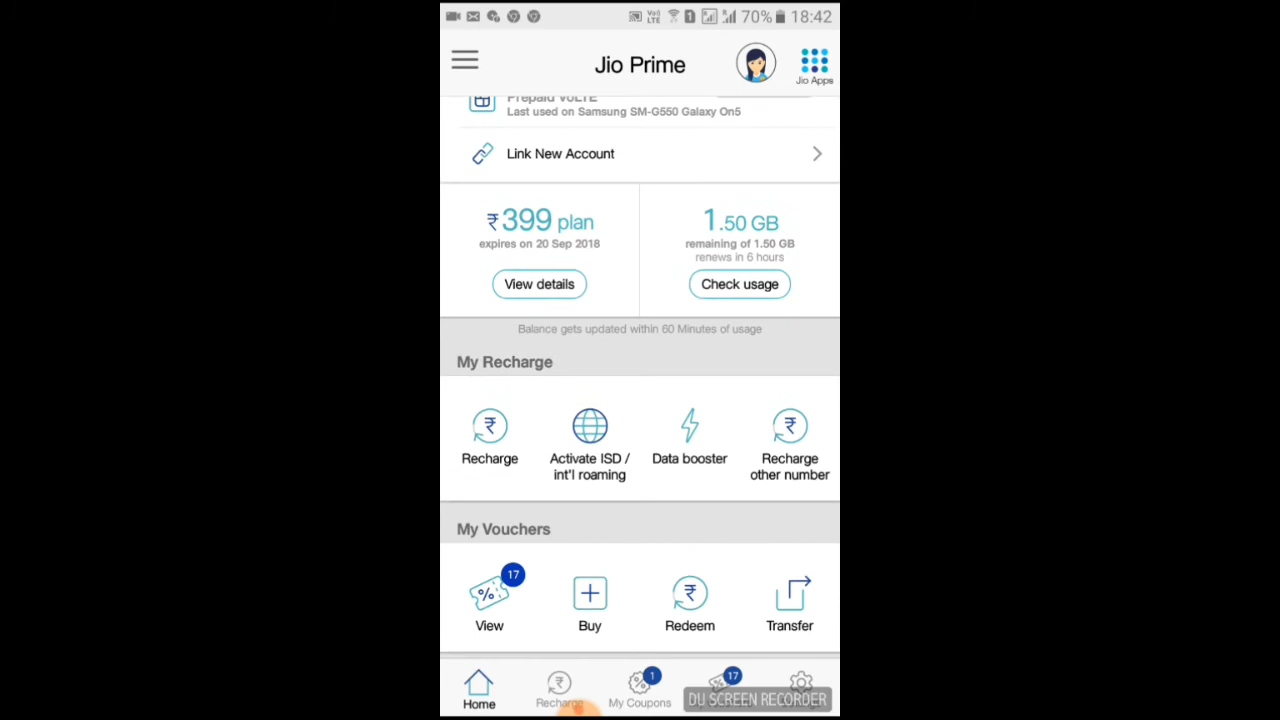 Vo)) LTE 1 70% 18:42
Jio Prime
Jio Apps
Prepaid VoLTE
Last used on Samsung SM-G550 Galaxy On5
Link New Account
₹399 plan
expires on 20 Sep 2018
View details
1.50 GB
remaining of 1.50 GB
renews in 6 hours
Check usage
Balance gets updated within 60 Minutes of usage
My Recharge
₹
Recharge
Activate ISD /
int'l roaming
Data booster
₹
Recharge
other number
My Vouchers
17
%
View
Buy
₹
Redeem
Transfer
Home
₹
Recharge
1
%
My Coupons
17
%
DU SCREEN RECORDER